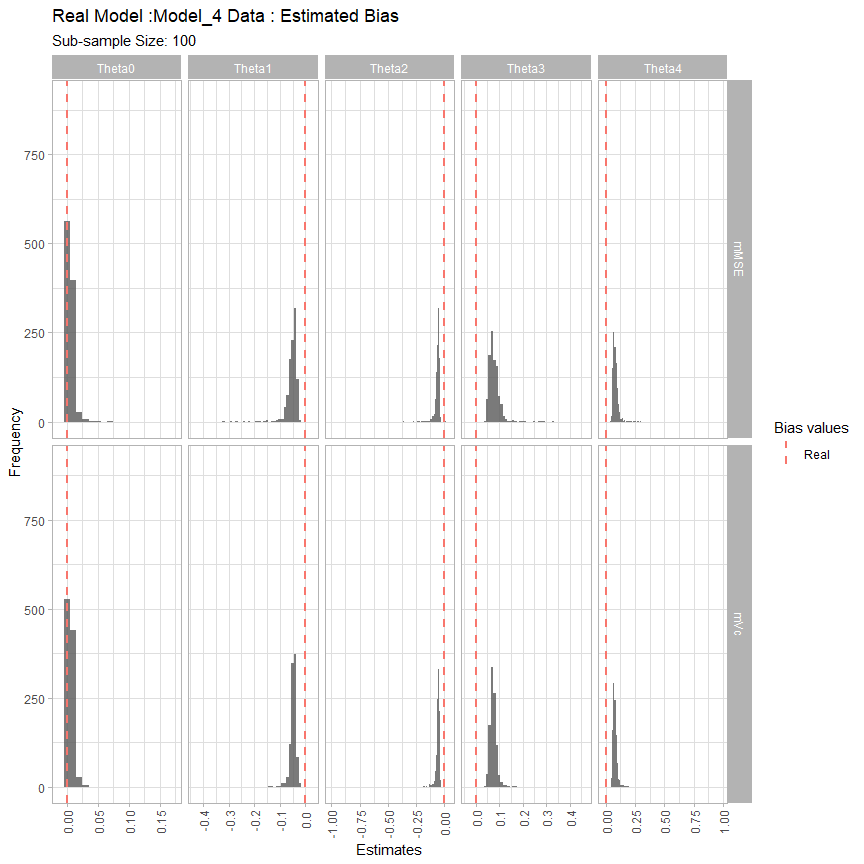 Real Model :Model_4 Data : Estimated Bias
Sub-sample Size: 100
Theta0 Theta1 Theta2 Theta3 Theta4
750
500
250
0
mMSE
750
500
250
0
mVc
Frequency
0.00 0.05 0.10 0.15 -0.4 -0.3 -0.2 -0.1 0.0 -1.00 -0.75 -0.50 -0.25 0.00 0.0 0.1 0.2 0.3 0.4 0.00 0.25 0.50 0.75 1.00
Estimates
Bias values
Real